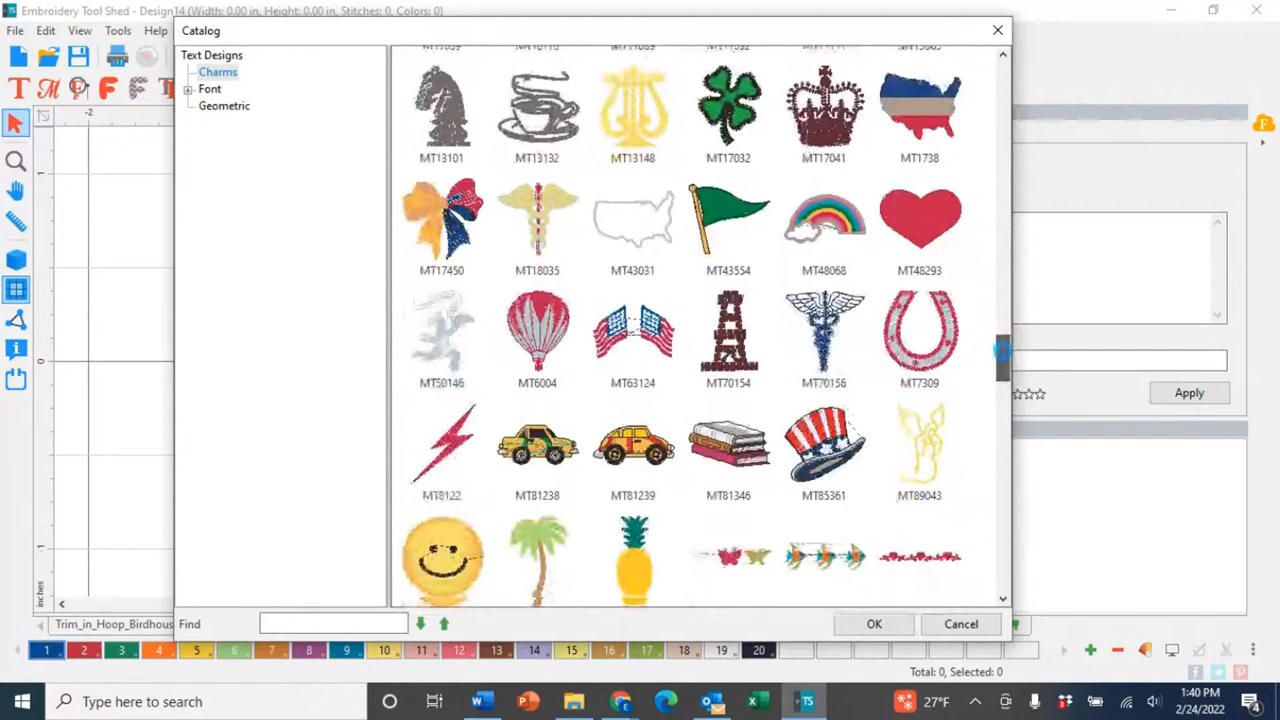 Embroidery Tool Shed - Design14 (Width: 0.00 in, Height: 0.00 in, Stitches: 0, Colors: 0)
File Edit View Tools
Catalog
Text Designs
Charms
Font
Geometric
MT13101 MT13132 MT13148 MT17032 MT17041 MT1738
MT17450 MT18035 MT43031 MT43554 MT48068 MT48293
MT50146 MT6004 MT63124 MT70154 MT70156 MT7309
MT8122 MT81238 MT81239 MT81346 MT85361 MT89043
Apply
-2
1
0
-1
inches
Trim_in_Hoop_Birdhous
Find
OK Cancel
1 2 3 4 5 6 7 8 9 10 11 12 13 14 15 16 17 18 19 20
Total: 0, Selected: 0
Type here to search
27°F
1:40 PM
2/24/2022
4